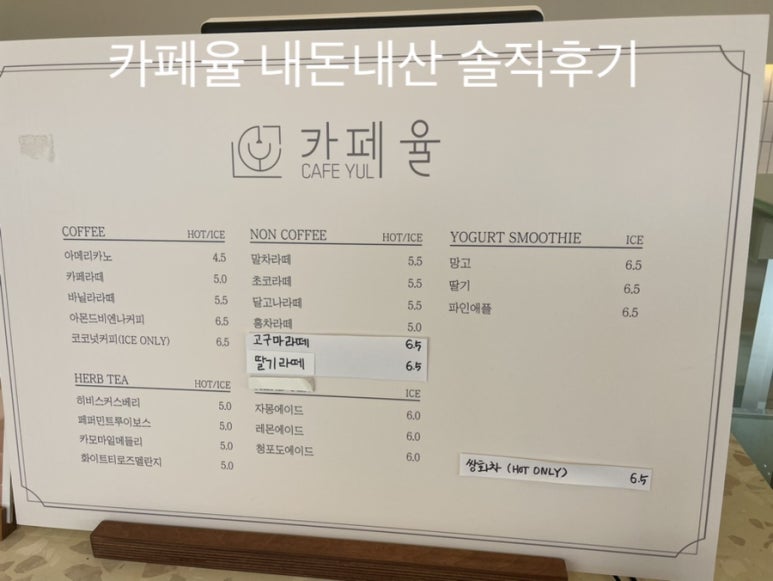 카페율 내돈내산 솔직후기
카페율
CAFE YUL
COFFEE HOT/ICE
아메리카노 4.5
카페라떼 5.0
바닐라라떼 5.5
아몬드비엔나커피 6.5
코코넛커피(ICE ONLY) 6.5
HERB TEA HOT/ICE
히비스커스베리 5.0
페퍼민트루이보스 5.0
카모마일메들리 5.0
화이트티로즈멜란지 5.0
NON COFFEE HOT/ICE
말차라떼 5.5
초코라떼 5.5
달고나라떼 5.5
홈차라떼 5.0
고구마라떼 6.5
딸기라떼 6.5
ICE
자몽에이드 6.0
레몬에이드 6.0
청포도에이드 6.0
YOGURT SMOOTHIE ICE
망고 6.5
딸기 6.5
파인애플 6.5
쌍화차 (HOT ONLY) 6.5